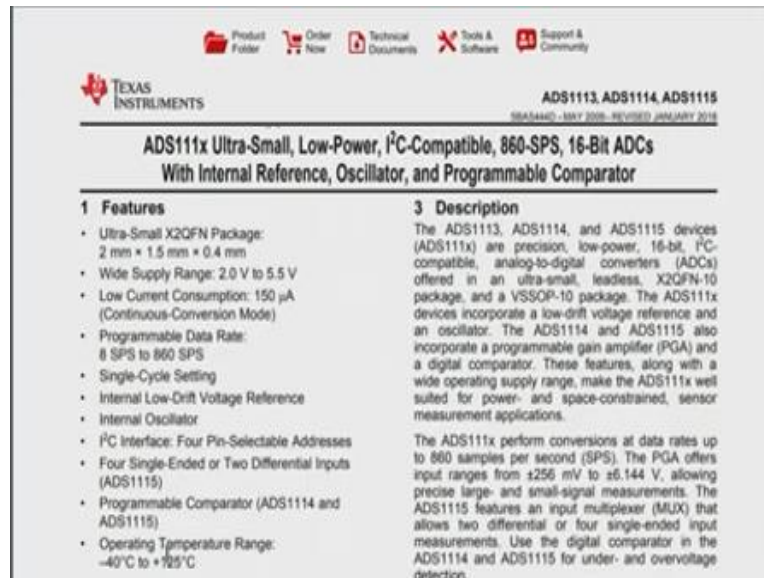 Product
Folder
Order
Now
Technical
Documents
Tools &
Software
Support &
Community
TEXAS
INSTRUMENTS
ADS1113, ADS1114, ADS1115
SBAS444D – MAY 2009– REVISED JANUARY 2018
ADS111x Ultra-Small, Low-Power, I²C-Compatible, 860-SPS, 16-Bit ADCs
With Internal Reference, Oscillator, and Programmable Comparator
1 Features
• Ultra-Small X2QFN Package:
2 mm × 1.5 mm × 0.4 mm
• Wide Supply Range: 2.0 V to 5.5 V
• Low Current Consumption: 150 μA
(Continuous-Conversion Mode)
• Programmable Data Rate:
8 SPS to 860 SPS
• Single-Cycle Settling
• Internal Low-Drift Voltage Reference
• Internal Oscillator
• I²C Interface: Four Pin-Selectable Addresses
• Four Single-Ended or Two Differential Inputs
(ADS1115)
• Programmable Comparator (ADS1114 and
ADS1115)
• Operating Temperature Range:
–40°C to +125°C
3 Description
The ADS1113, ADS1114, and ADS1115 devices
(ADS111x) are precision, low-power, 16-bit, I²C-
compatible, analog-to-digital converters (ADCs)
offered in an ultra-small, leadless, X2QFN-10
package, and a VSSOP-10 package. The ADS111x
devices incorporate a low-drift voltage reference and
an oscillator. The ADS1114 and ADS1115 also
incorporate a programmable gain amplifier (PGA) and
a digital comparator. These features, along with a
wide operating supply range, make the ADS111x well
suited for power- and space-constrained, sensor
measurement applications.
The ADS111x perform conversions at data rates up
to 860 samples per second (SPS). The PGA offers
input ranges from ±256 mV to ±6.144 V, allowing
precise large- and small-signal measurements. The
ADS1115 features an input multiplexer (MUX) that
allows two differential or four single-ended input
measurements. Use the digital comparator in the
ADS1114 and ADS1115 for under- and overvoltage
detection.